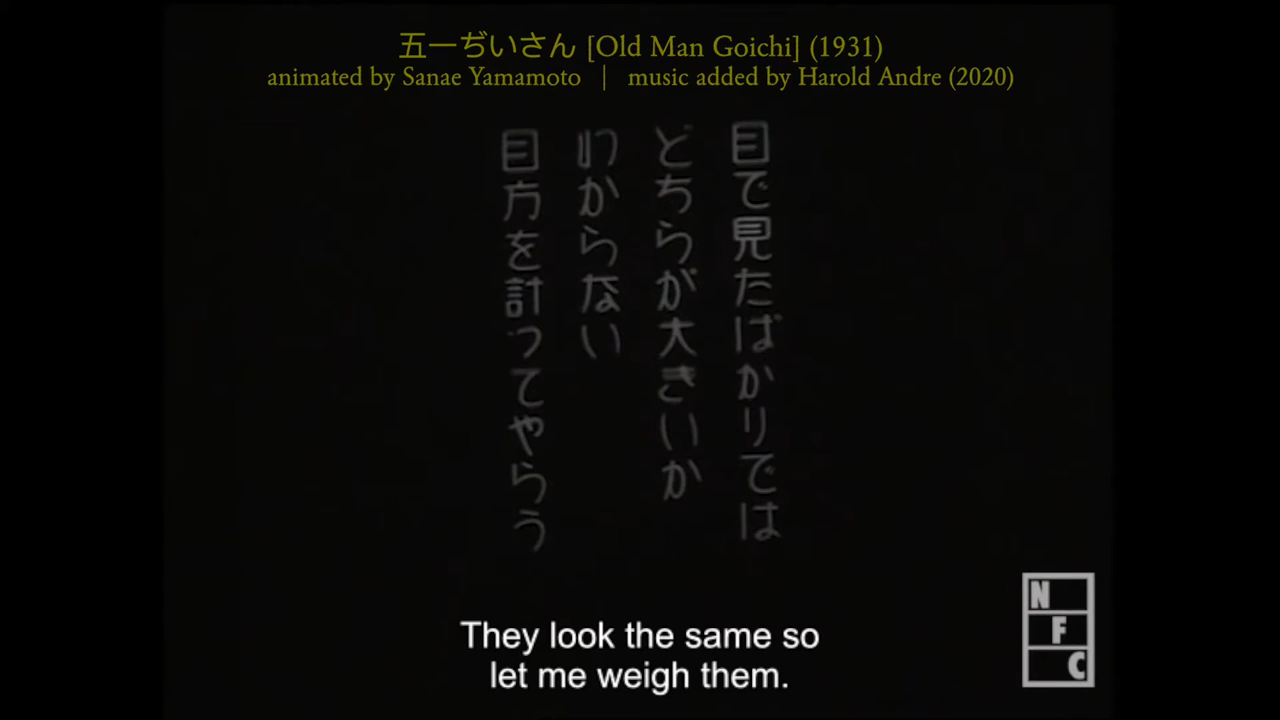 五一ぢいさん [Old Man Goichi] (1931)
animated by Sanae Yamamoto | music added by Harold Andre (2020)
目で見たばかりでは
どちらが大きいか
わからない
目方を計つてやらう
They look the same so
let me weigh them.
N
F
C